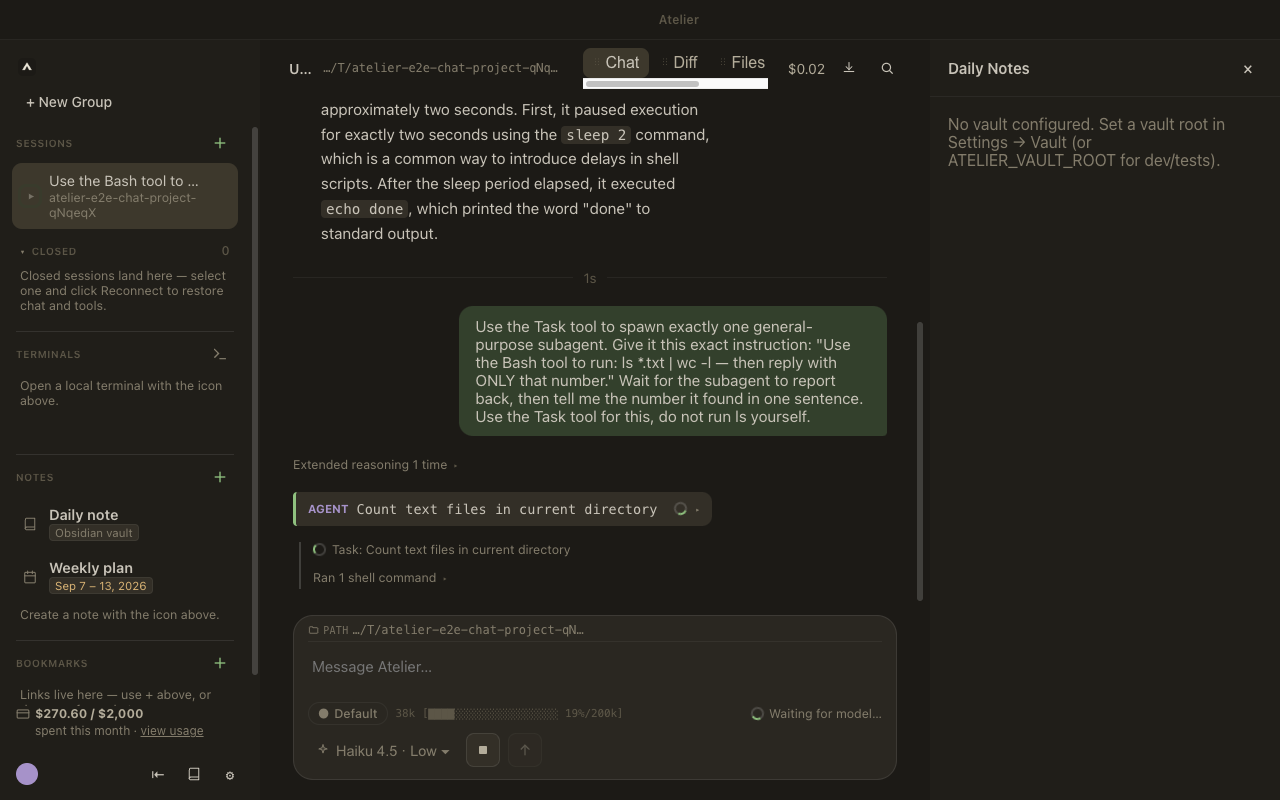 Atelier
+ New Group
SESSIONS
Use the Bash tool to ...
atelier-e2e-chat-project-
qNqeqX
CLOSED 0
Closed sessions land here — select
one and click Reconnect to restore
chat and tools.
TERMINALS
Open a local terminal with the icon
above.
NOTES
Daily note
Obsidian vault
Weekly plan
Sep 7 – 13, 2026
Create a note with the icon above.
BOOKMARKS
Links live here — use + above, or
$270.60 / $2,000
spent this month · view usage
U... …/T/atelier-e2e-chat-project-qNq…
Chat Diff Files
$0.02
approximately two seconds. First, it paused execution
for exactly two seconds using the sleep 2 command,
which is a common way to introduce delays in shell
scripts. After the sleep period elapsed, it executed
echo done, which printed the word "done" to
standard output.
1s
Use the Task tool to spawn exactly one general-
purpose subagent. Give it this exact instruction: "Use
the Bash tool to run: ls *.txt | wc -l — then reply with
ONLY that number." Wait for the subagent to report
back, then tell me the number it found in one sentence.
Use the Task tool for this, do not run ls yourself.
Extended reasoning 1 time
AGENT Count text files in current directory
Task: Count text files in current directory
Ran 1 shell command
PATH …/T/atelier-e2e-chat-project-qN…
Message Atelier...
Default 38k [████░░░░░░░░░░░░░░░░] 19%/200k]
Waiting for model...
Haiku 4.5 · Low
Daily Notes
No vault configured. Set a vault root in
Settings → Vault (or
ATELIER_VAULT_ROOT for dev/tests).